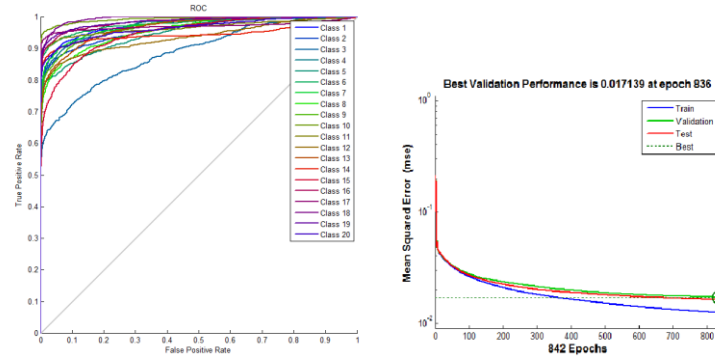 ROC
True Positive Rate
1
0.9
0.8
0.7
0.6
0.5
0.4
0.3
0.2
0.1
0
0
0.1
0.2
0.3
0.4
0.5
0.6
0.7
0.8
0.9
1
False Positive Rate
Class 1
Class 2
Class 3
Class 4
Class 5
Class 6
Class 7
Class 8
Class 9
Class 10
Class 11
Class 12
Class 13
Class 14
Class 15
Class 16
Class 17
Class 18
Class 19
Class 20
Best Validation Performance is 0.017139 at epoch 836
Mean Squared Error (mse)
10^0
10^-1
10^-2
Train
Validation
Test
Best
0
100
200
300
400
500
600
700
800
842 Epochs